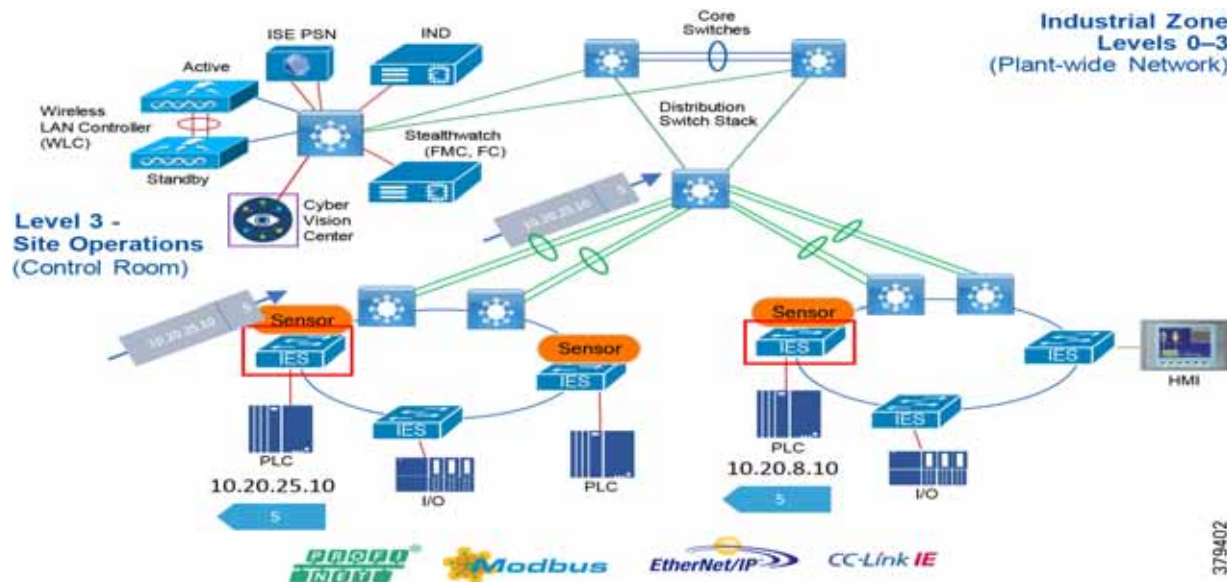 Industrial Zone
Levels 0–3
(Plant-wide Network)
Core
Switches
ISE PSN
IND
Active
Wireless
LAN Controller
(WLC)
Standby
Distribution
Switch Stack
Stealthwatch
(FMC, FC)
Cyber
Vision
Center
Level 3 -
Site Operations
(Control Room)
10.20.25.10 5
10.20.25.10 5
Sensor
IES
Sensor
IES
Sensor
IES
IES
HMI
IES
IES
PLC
10.20.25.10
5
I/O
PLC
PLC
10.20.8.10
5
I/O
PROFI
NET®
Modbus
EtherNet/IP
CC-Link IE
379402